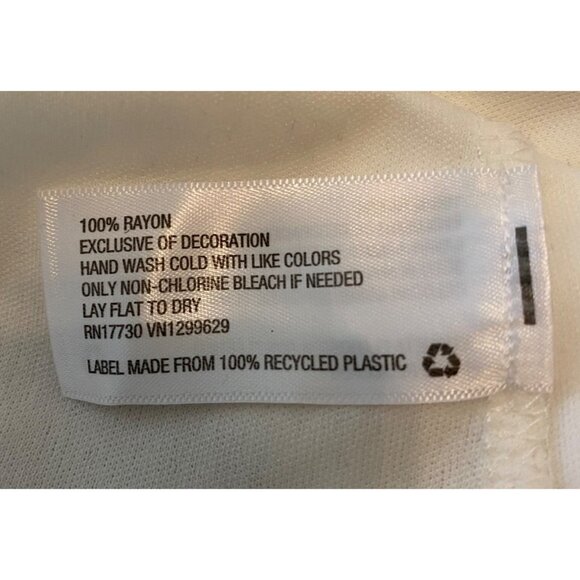 100% RAYON
EXCLUSIVE OF DECORATION
HAND WASH COLD WITH LIKE COLORS
ONLY NON-CHLORINE BLEACH IF NEEDED
LAY FLAT TO DRY
RN17730 VN1299629
LABEL MADE FROM 100% RECYCLED PLASTIC